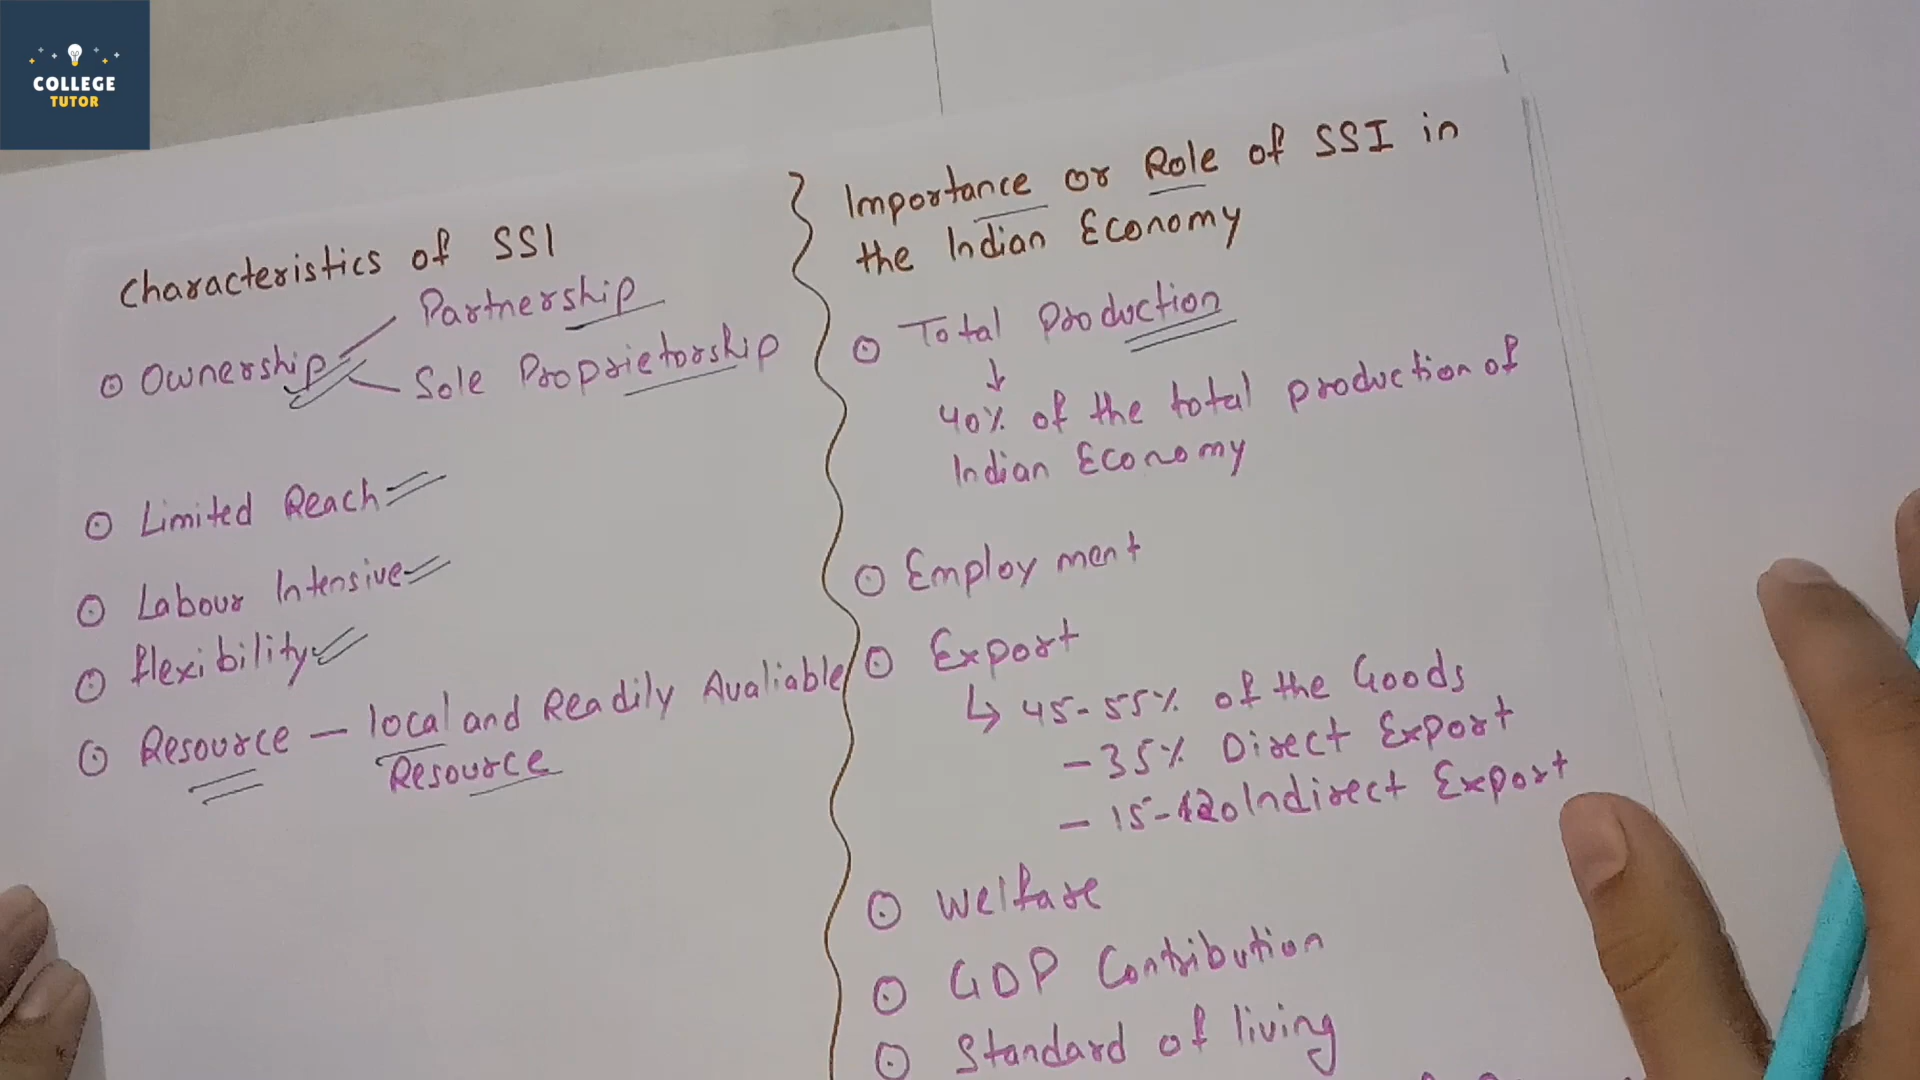 COLLEGE
TUTOR
Characteristics of SSI
Ownership
Partnership
Sole Proprietorship
Limited Reach
Labour Intensive
flexibility
Resource – local and Readily Avaliable
Resource
Importance or Role of SSI in
the Indian Economy
Total Production
40% of the total production of
Indian Economy
Employment
Export
45-55% of the Goods
- 35% Direct Export
- 15-20 Indirect Export
Welfare
GDP Contribution
Standard of living